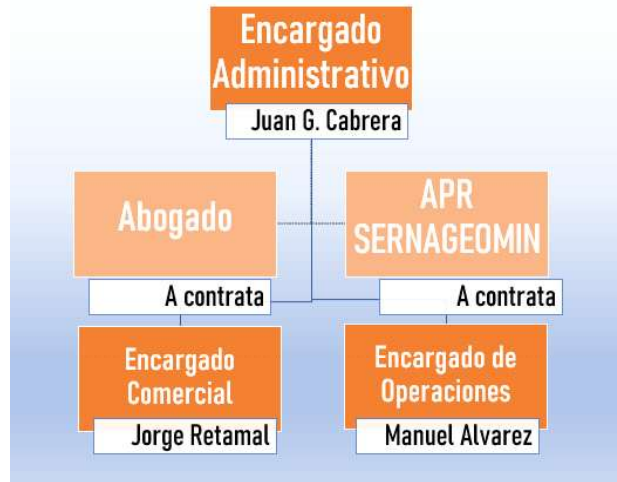 Encargado
Administrativo
Juan G. Cabrera
Abogado
A contrata
APR
SERNAGEOMIN
A contrata
Encargado
Comercial
Jorge Retamal
Encargado de
Operaciones
Manuel Alvarez